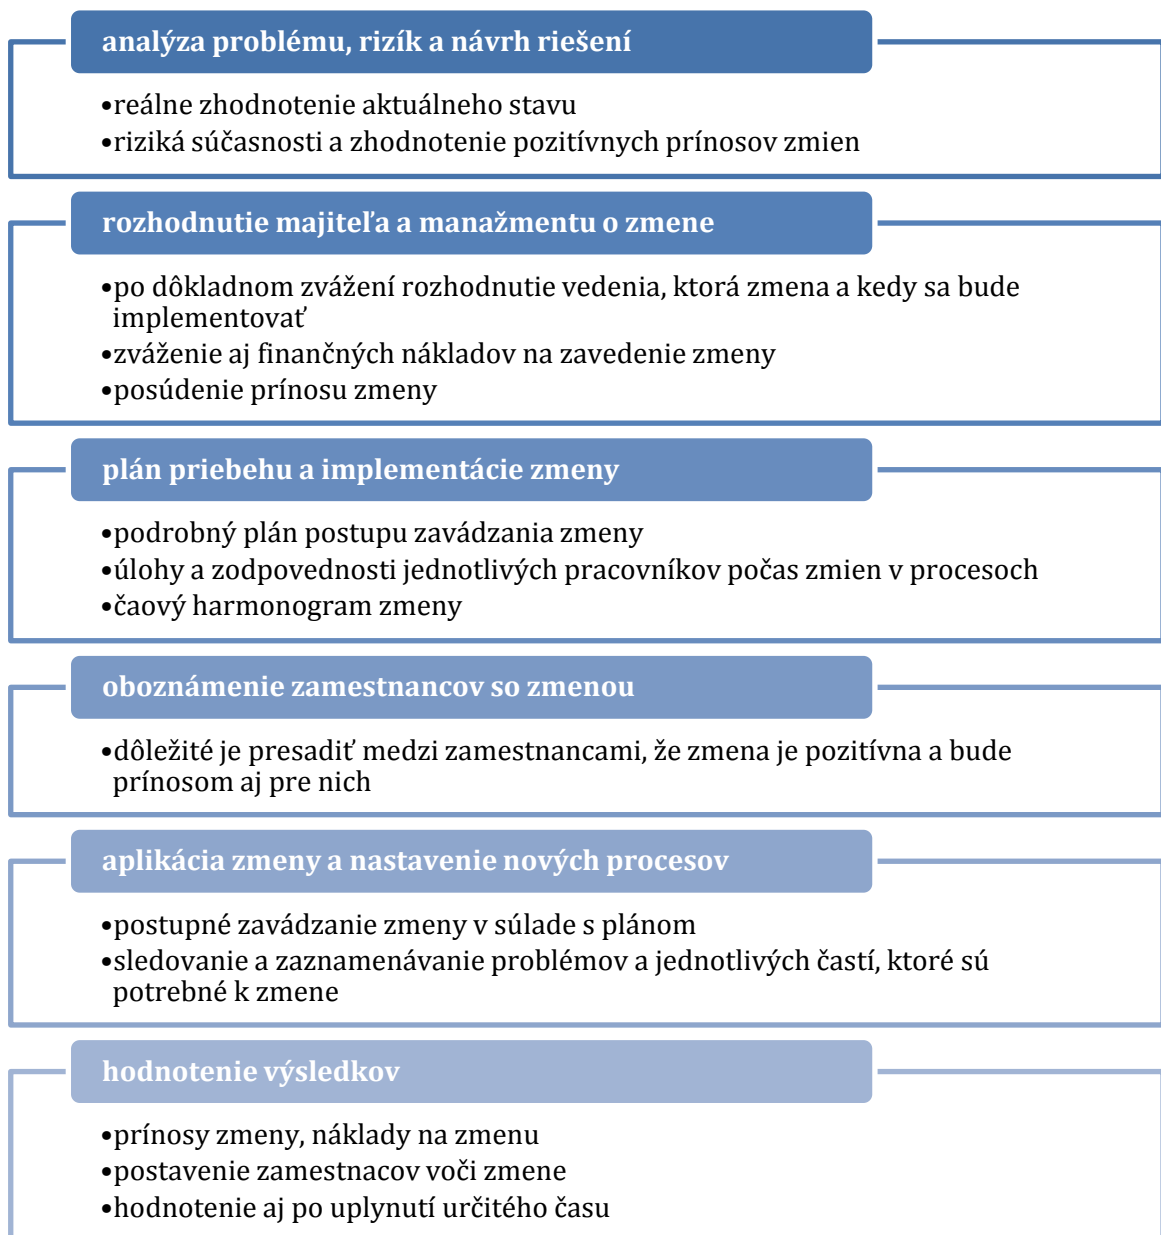 analýza problému, rizík a návrh riešení
•reálne zhodnotenie aktuálneho stavu
•riziká súčasnosti a zhodnotenie pozitívnych prínosov zmien
rozhodnutie majiteľa a manažmentu o zmene
•po dôkladnom zvážení rozhodnutie vedenia, ktorá zmena a kedy sa bude
implementovať
•zváženie aj finančných nákladov na zavedenie zmeny
•posúdenie prínosu zmeny
plán priebehu a implementácie zmeny
•podrobný plán postupu zavádzania zmeny
•úlohy a zodpovednosti jednotlivých pracovníkov počas zmien v procesoch
•čaový harmonogram zmeny
oboznámenie zamestnancov so zmenou
•dôležité je presadiť medzi zamestnancami, že zmena je pozitívna a bude
prínosom aj pre nich
aplikácia zmeny a nastavenie nových procesov
•postupné zavádzanie zmeny v súlade s plánom
•sledovanie a zaznamenávanie problémov a jednotlivých častí, ktoré sú
potrebné k zmene
hodnotenie výsledkov
•prínosy zmeny, náklady na zmenu
•postavenie zamestnacov voči zmene
•hodnotenie aj po uplynutí určitého času